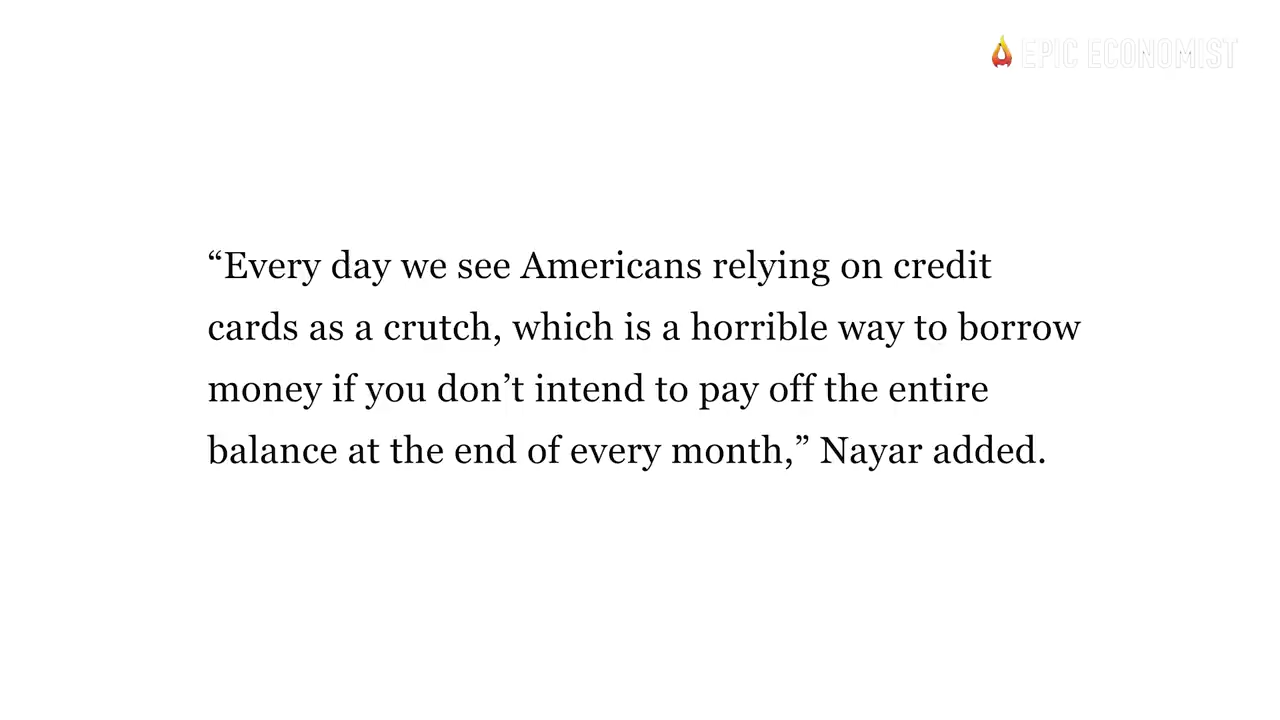 EPIC ECONOMIST
“Every day we see Americans relying on credit
cards as a crutch, which is a horrible way to borrow
money if you don’t intend to pay off the entire
balance at the end of every month,” Nayar added.